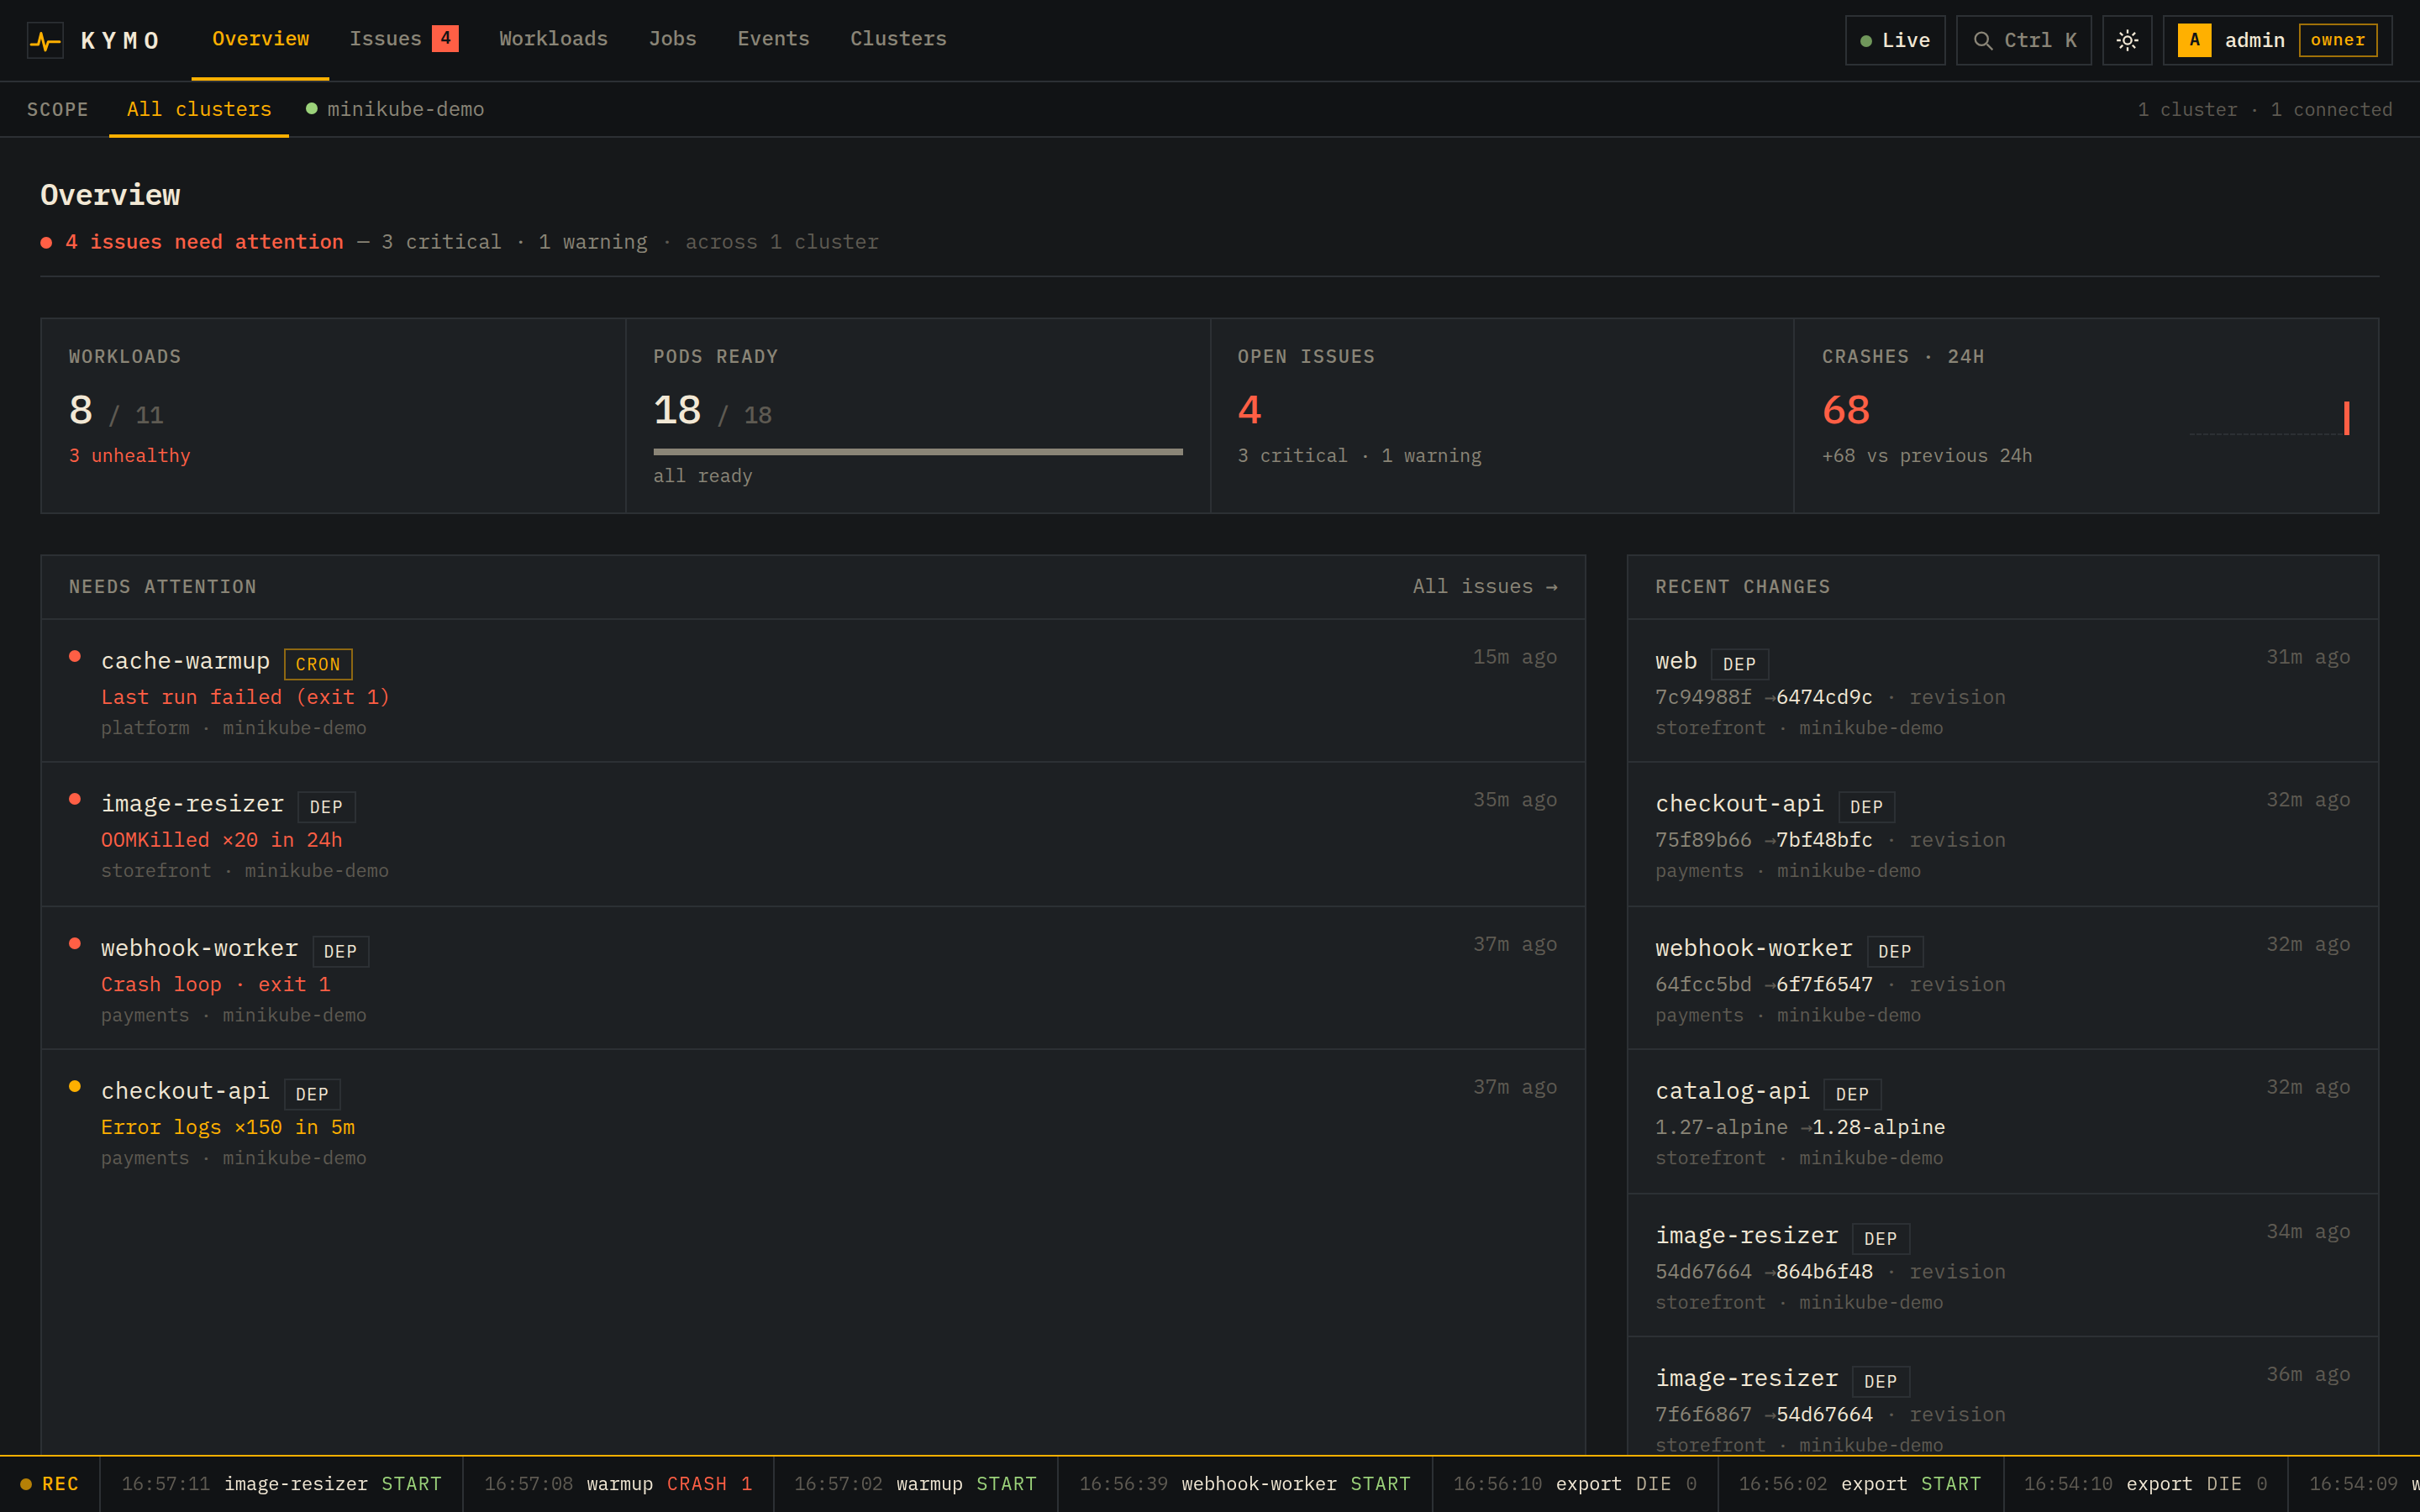 KYMO Overview Issues 4 Workloads Jobs Events Clusters Live Ctrl K A admin owner
SCOPE All clusters minikube-demo 1 cluster · 1 connected
Overview
4 issues need attention — 3 critical · 1 warning · across 1 cluster
WORKLOADS
8 / 11
3 unhealthy
PODS READY
18 / 18
all ready
OPEN ISSUES
4
3 critical · 1 warning
CRASHES · 24H
68
+68 vs previous 24h
NEEDS ATTENTION All issues →
cache-warmup CRON 15m ago
Last run failed (exit 1)
platform · minikube-demo
image-resizer DEP 35m ago
OOMKilled ×20 in 24h
storefront · minikube-demo
webhook-worker DEP 37m ago
Crash loop · exit 1
payments · minikube-demo
checkout-api DEP 37m ago
Error logs ×150 in 5m
payments · minikube-demo
RECENT CHANGES
web DEP 31m ago
7c94988f →6474cd9c · revision
storefront · minikube-demo
checkout-api DEP 32m ago
75f89b66 →7bf48bfc · revision
payments · minikube-demo
webhook-worker DEP 32m ago
64fcc5bd →6f7f6547 · revision
payments · minikube-demo
catalog-api DEP 32m ago
1.27-alpine →1.28-alpine
storefront · minikube-demo
image-resizer DEP 34m ago
54d67664 →864b6f48 · revision
storefront · minikube-demo
image-resizer DEP 36m ago
7f6f6867 →54d67664 · revision
storefront · minikube-demo
REC 16:57:11 image-resizer START 16:57:08 warmup CRASH 1 16:57:02 warmup START 16:56:39 webhook-worker START 16:56:10 export DIE 0 16:56:02 export START 16:54:10 export DIE 0 16:54:09